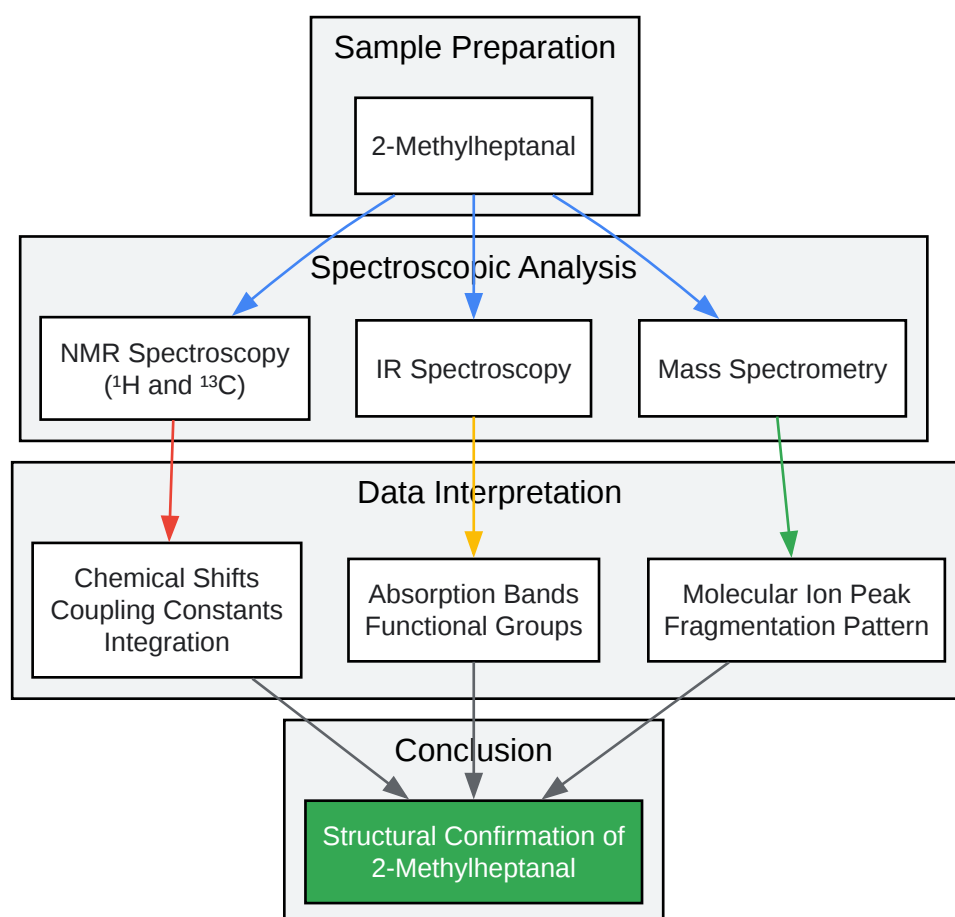 Sample Preparation
2-Methylheptanal
Spectroscopic Analysis
NMR Spectroscopy
(¹H and ¹³C)
IR Spectroscopy
Mass Spectrometry
Data Interpretation
Chemical Shifts
Coupling Constants
Integration
Absorption Bands
Functional Groups
Molecular Ion Peak
Fragmentation Pattern
Conclusion
Structural Confirmation of
2-Methylheptanal